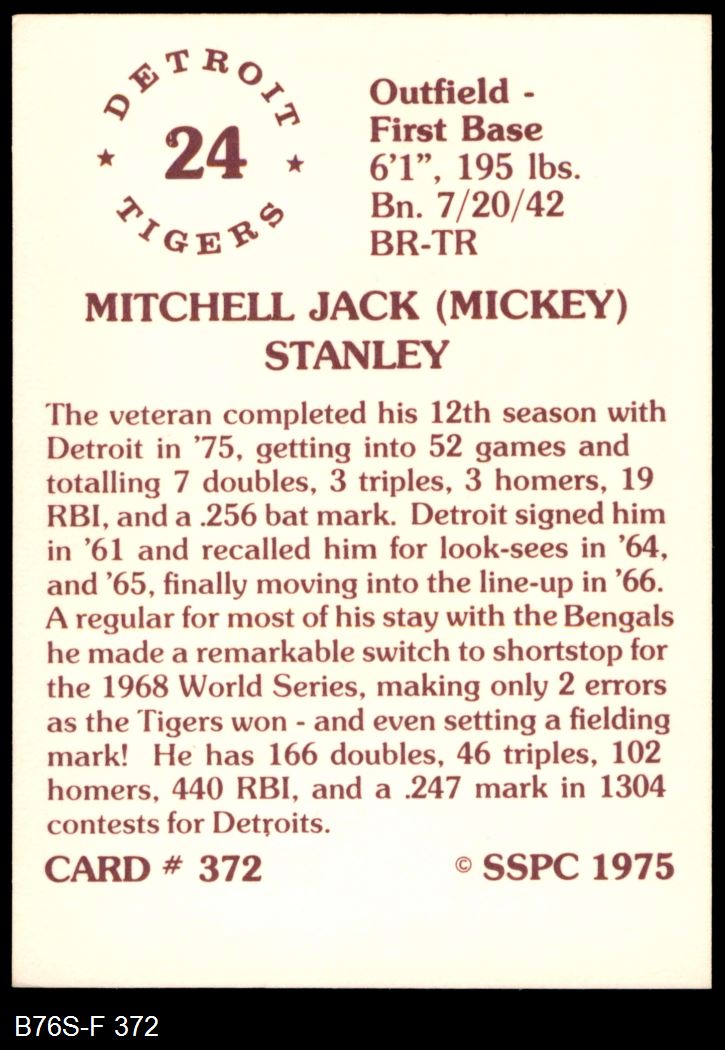 DETROIT
24
TIGERS
Outfield -
First Base
6'1", 195 lbs.
Bn. 7/20/42
BR-TR
MITCHELL JACK (MICKEY)
STANLEY
The veteran completed his 12th season with
Detroit in '75, getting into 52 games and
totalling 7 doubles, 3 triples, 3 homers, 19
RBI, and a .256 bat mark. Detroit signed him
in '61 and recalled him for look-sees in '64,
and '65, finally moving into the line-up in '66.
A regular for most of his stay with the Bengals
he made a remarkable switch to shortstop for
the 1968 World Series, making only 2 errors
as the Tigers won - and even setting a fielding
mark! He has 166 doubles, 46 triples, 102
homers, 440 RBI, and a .247 mark in 1304
contests for Detroits.
CARD # 372 © SSPC 1975
B76S-F 372